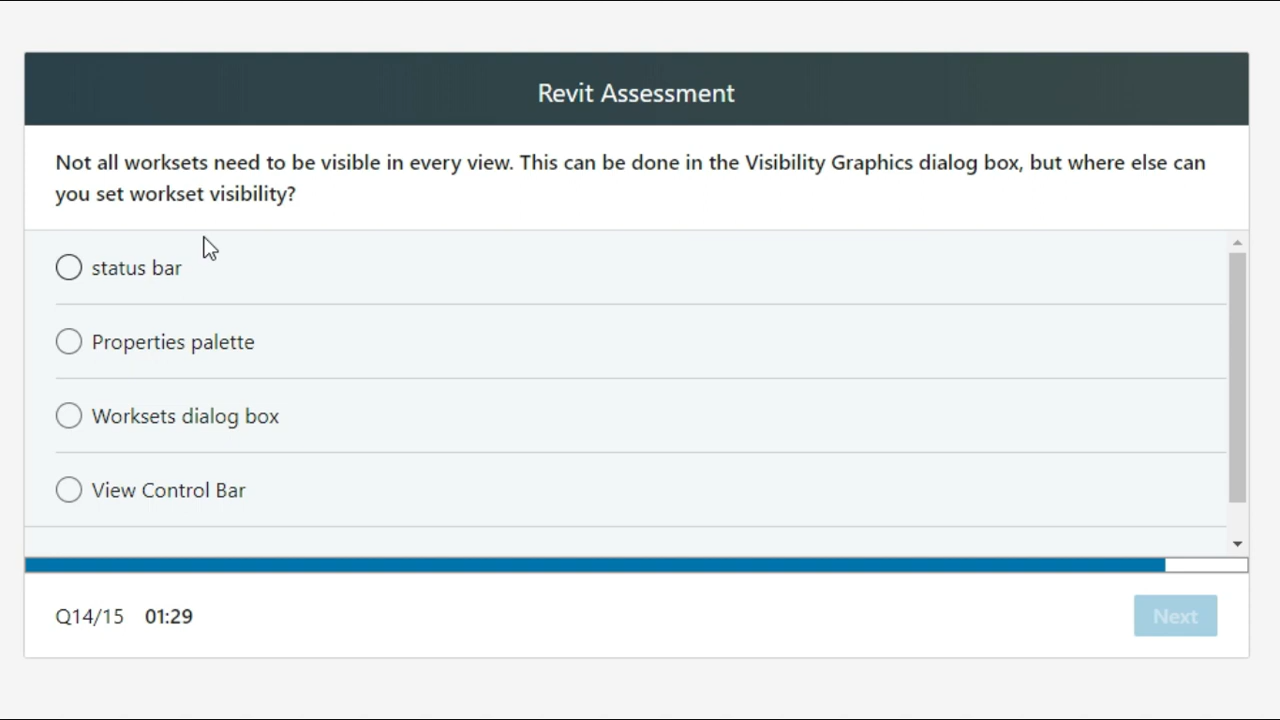 Revit Assessment
Not all worksets need to be visible in every view. This can be done in the Visibility Graphics dialog box, but where else can
you set workset visibility?
status bar
Properties palette
Worksets dialog box
View Control Bar
Q14/15 01:29
Next